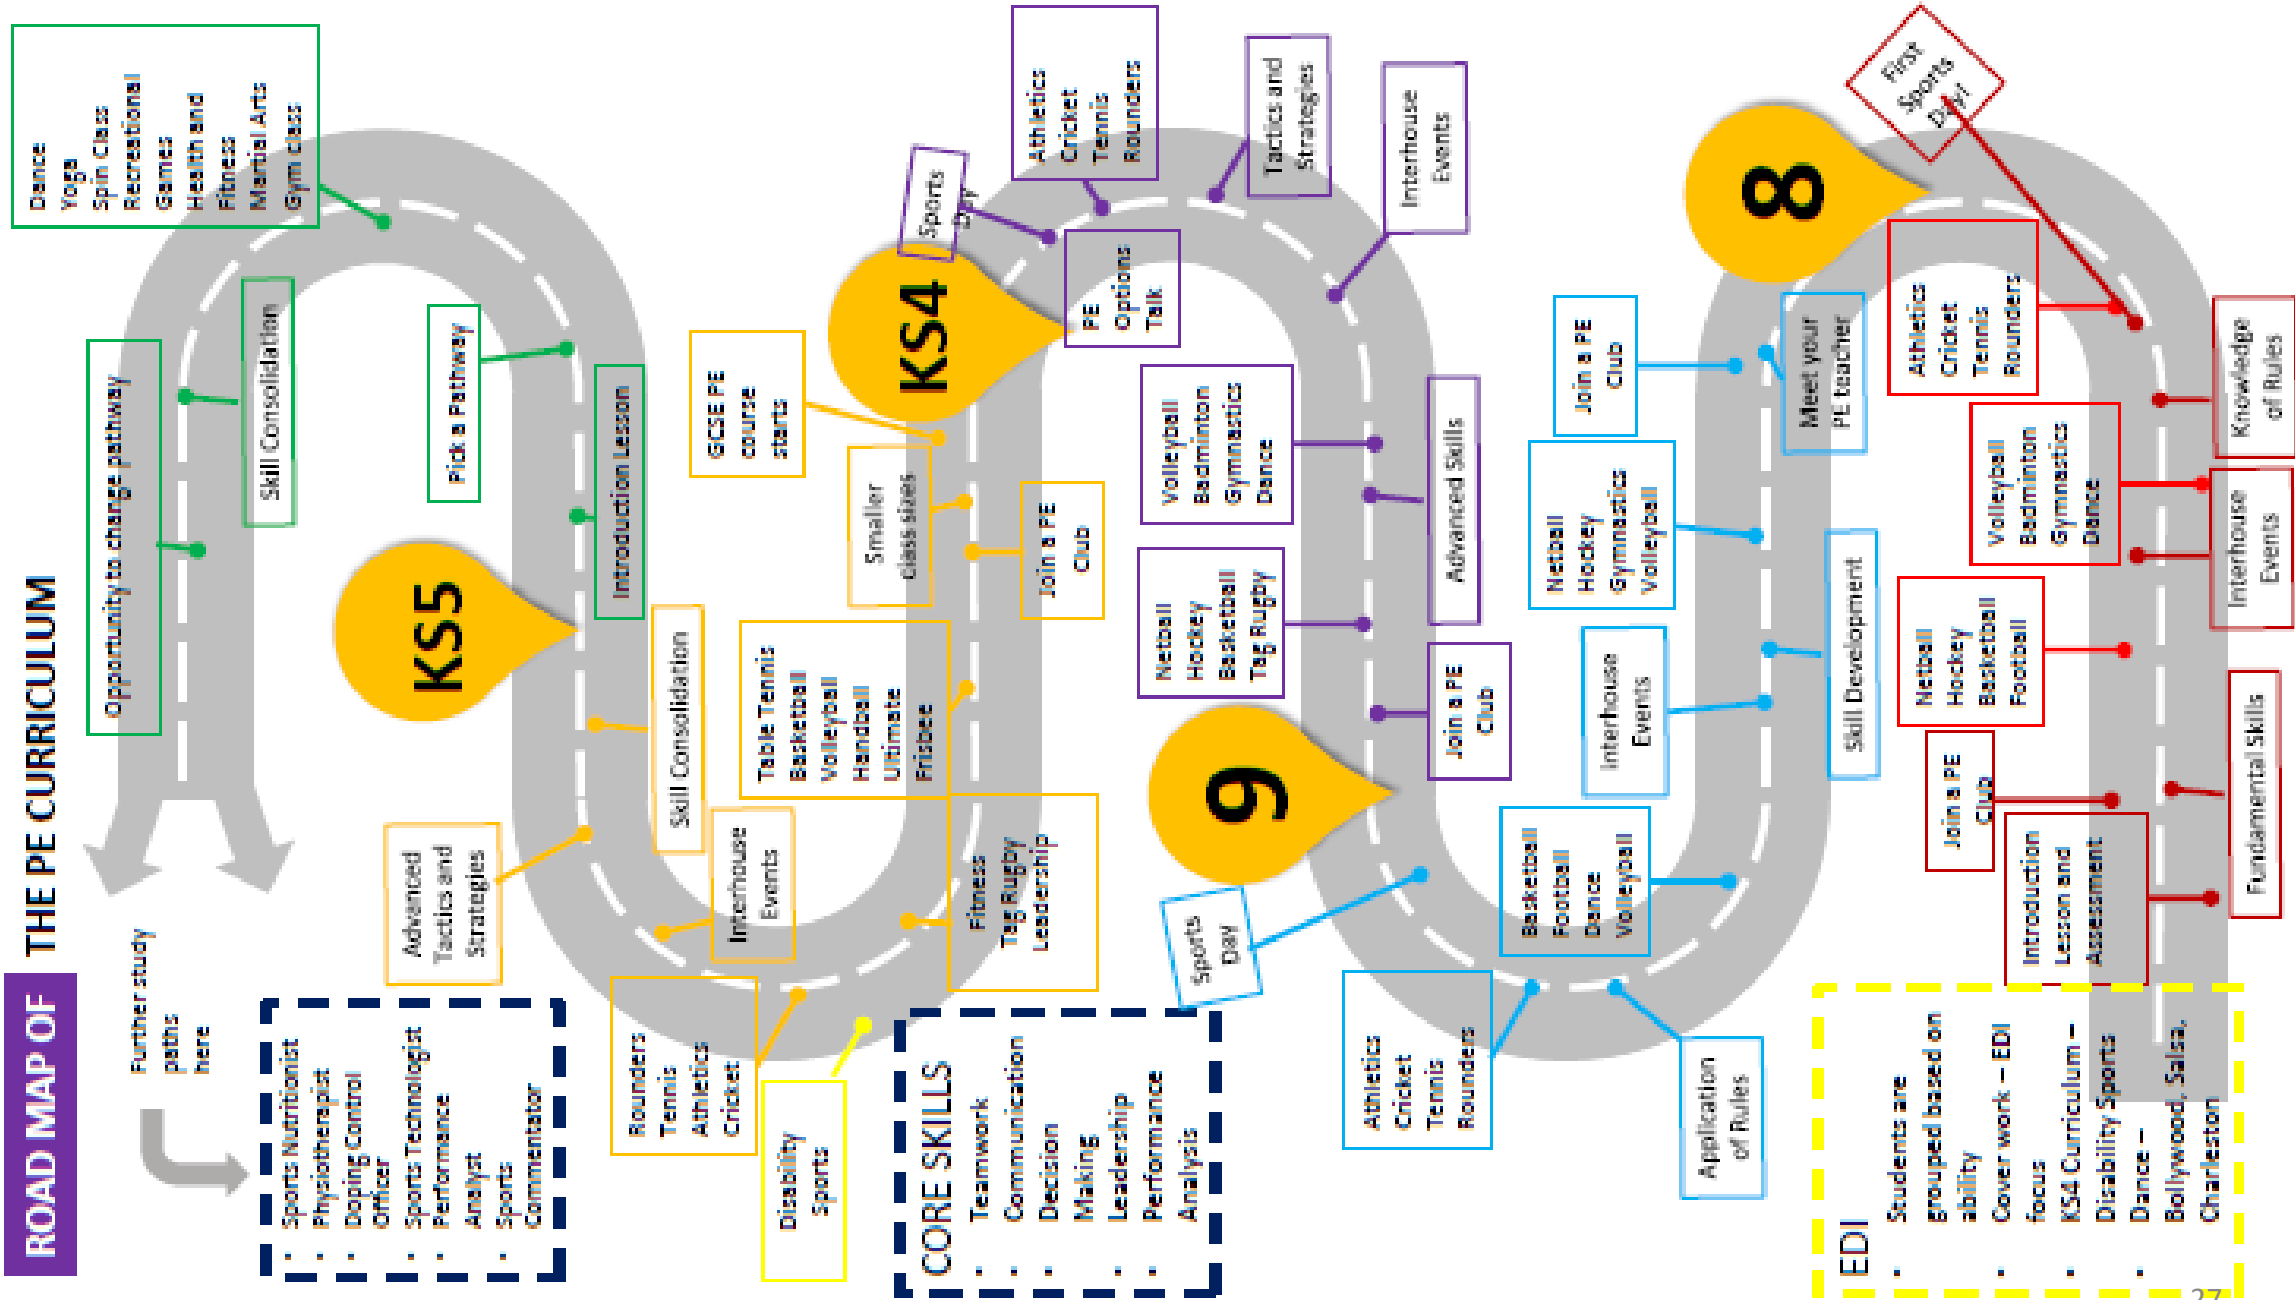 ROAD MAP OF THE PE CURRICULUM
Further study
paths
here
Sports Nutritionist
Physiotherapist
Doping Control
Officer
Sports Technologist
Performance
Analyst
Sports
Commentator
Opportunity to change pathway
Skill Consolidation
Dance
Yoga
Spin Class
Recreational
Games
Health and
Fitness
Martial Arts
Gym class
Pick a Pathway
Introduction Lesson
KS5
Skill Consolidation
Advanced
Tactics and
Strategies
Interhouse
Events
Rounders
Tennis
Athletics
Cricket
Disability
Sports
Fitness
Tag Rugby
Leadership
Table Tennis
Basketball
Volleyball
Handball
Ultimate
Frisbee
Join a PE
Club
Smaller
class sizes
GCSE PE
course
starts
KS4
Sports
Day
PE
Options
Talk
Athletics
Cricket
Tennis
Rounders
Tactics and
Strategies
Interhouse
Events
Volleyball
Badminton
Gymnastics
Dance
Advanced Skills
Netball
Hockey
Basketball
Tag Rugby
Join a PE
Club
9
Sports
Day
CORE SKILLS
Teamwork
Communication
Decision
Making
Leadership
Performance
Analysis
Athletics
Cricket
Tennis
Rounders
Application
of Rules
Basketball
Football
Dance
Volleyball
Interhouse
Events
Skill Development
Netball
Hockey
Gymnastics
Volleyball
Join a PE
Club
Meet your
PE teacher
8
First
Sports
Day!
Athletics
Cricket
Tennis
Rounders
Knowledge
of Rules
Volleyball
Badminton
Gymnastics
Dance
Interhouse
Events
Netball
Hockey
Basketball
Football
Join a PE
Club
Fundamental Skills
Introduction
Lesson and
Assessment
EDI
Students are
grouped based on
ability
Cover work – EDI
focus
KS4 Curriculum –
Disability Sports
Dance –
Bollywood, Salsa,
Charleston
27